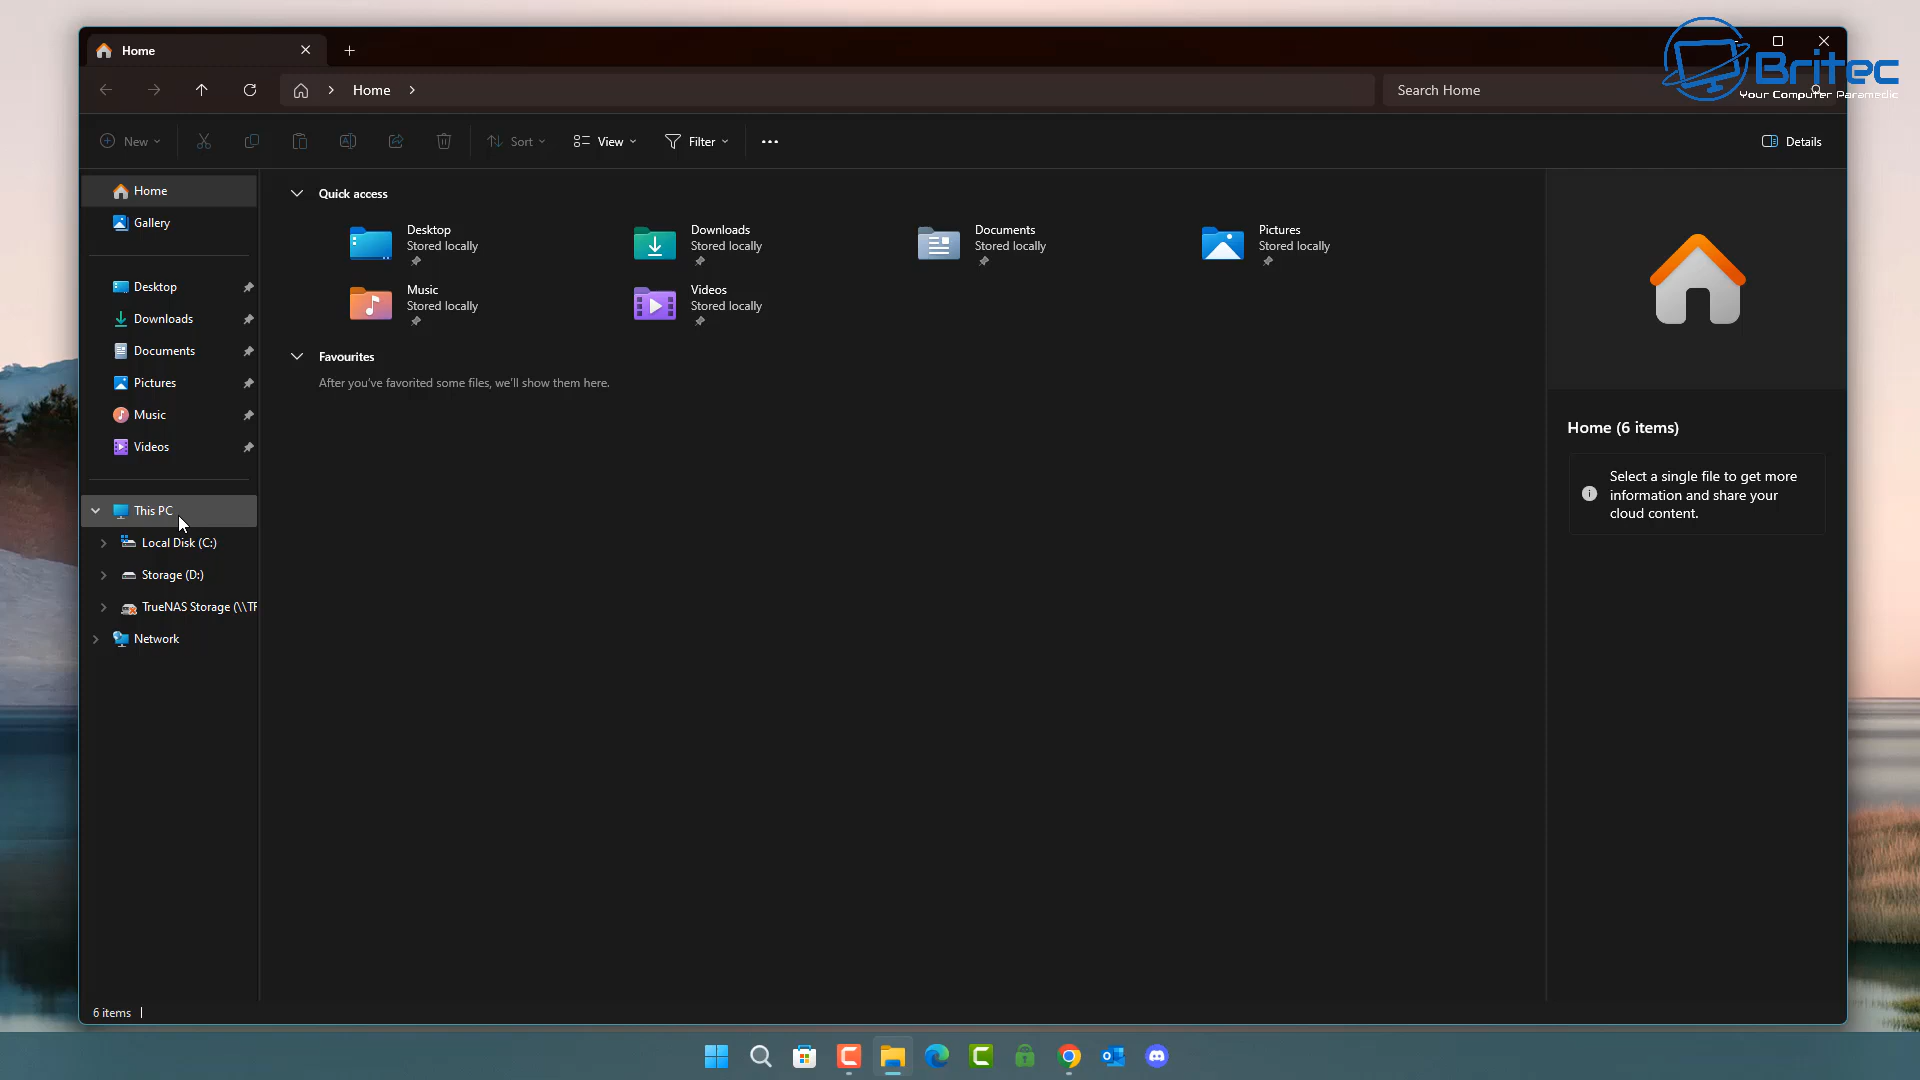 Home
Britec
Your Computer Paramedic
Home
Search Home
New
Sort
View
Filter
Details
Home
Gallery
Desktop
Downloads
Documents
Pictures
Music
Videos
This PC
Local Disk (C:)
Storage (D:)
TrueNAS Storage (\\TF
Network
Quick access
Desktop
Stored locally
Downloads
Stored locally
Documents
Stored locally
Pictures
Stored locally
Music
Stored locally
Videos
Stored locally
Favourites
After you've favorited some files, we'll show them here.
Home (6 items)
Select a single file to get more
information and share your
cloud content.
6 items